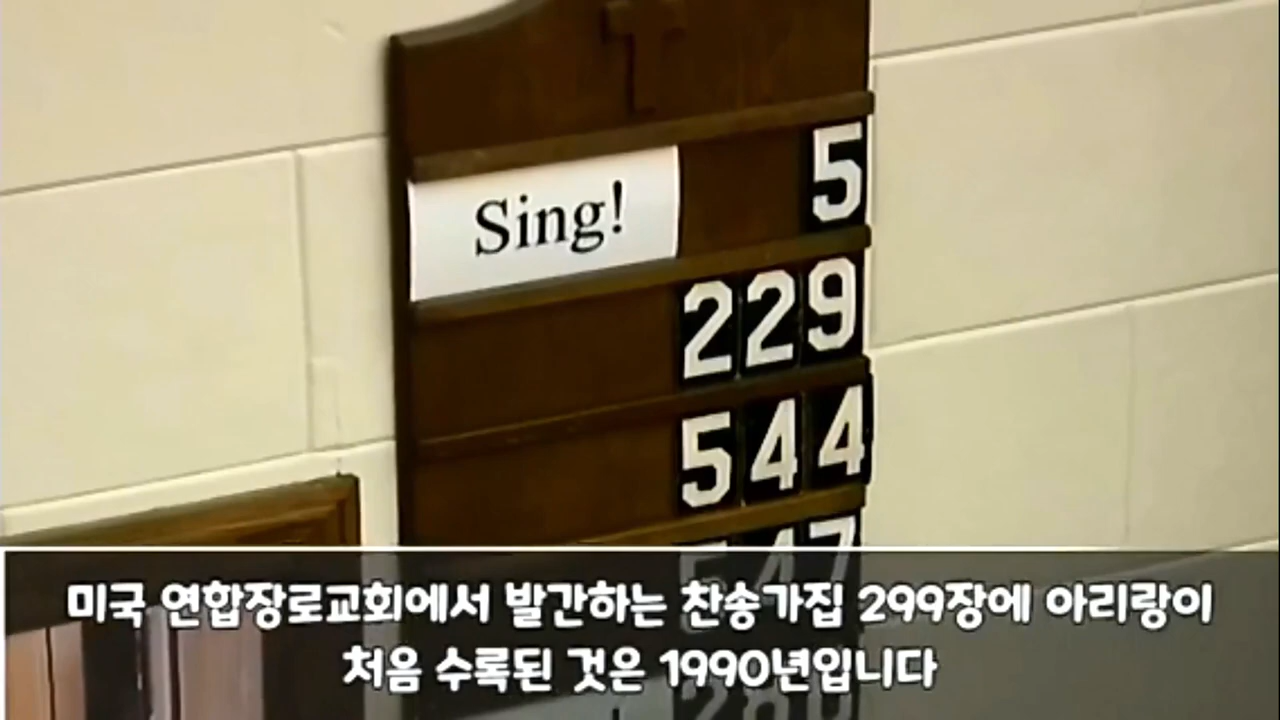 Sing! 5
229
544
547
미국 연합장로교회에서 발간하는 찬송가집 299장에 아리랑이
처음 수록된 것은 1990년입니다